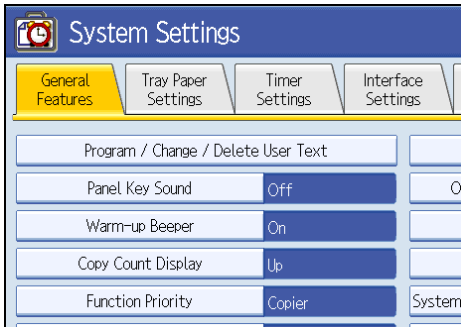 System Settings
General Features
Tray Paper Settings
Timer Settings
Interface Settings
Program / Change / Delete User Text
Panel Key Sound Off
Warm-up Beeper On
Copy Count Display Up
Function Priority Copier
System